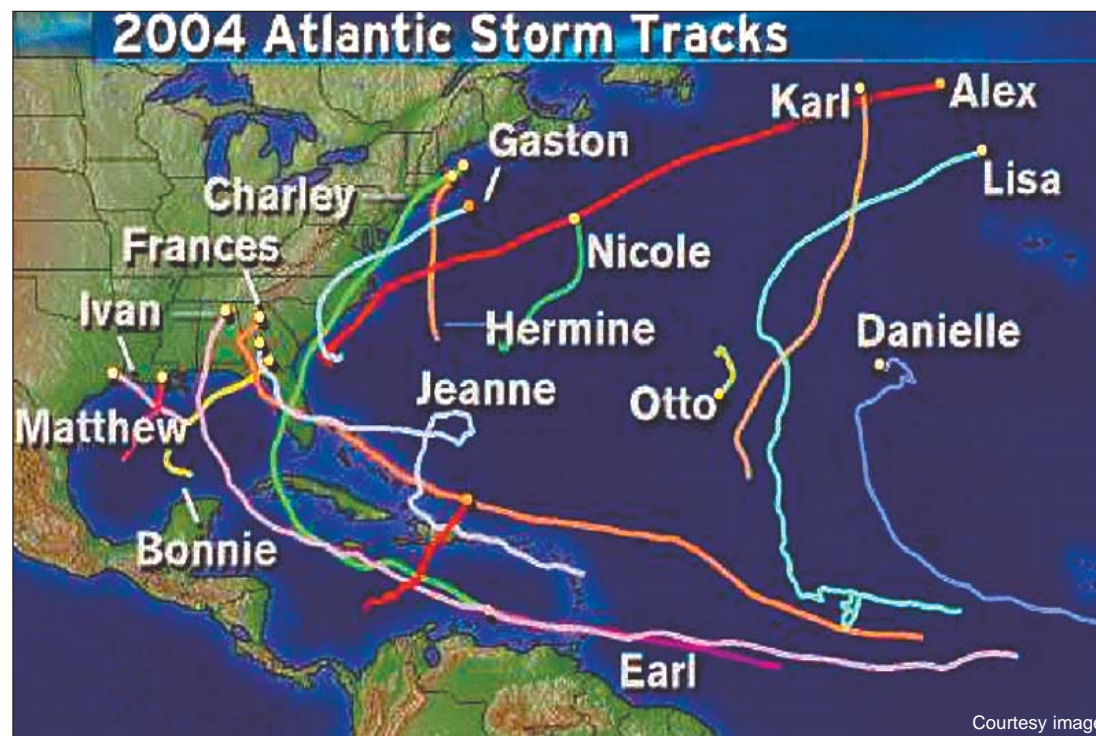 2004 Atlantic Storm Tracks
Karl
Alex
Gaston
Lisa
Charley
Frances
Nicole
Ivan
Hermine
Danielle
Jeanne
Otto
Matthew
Bonnie
Earl
Courtesy image